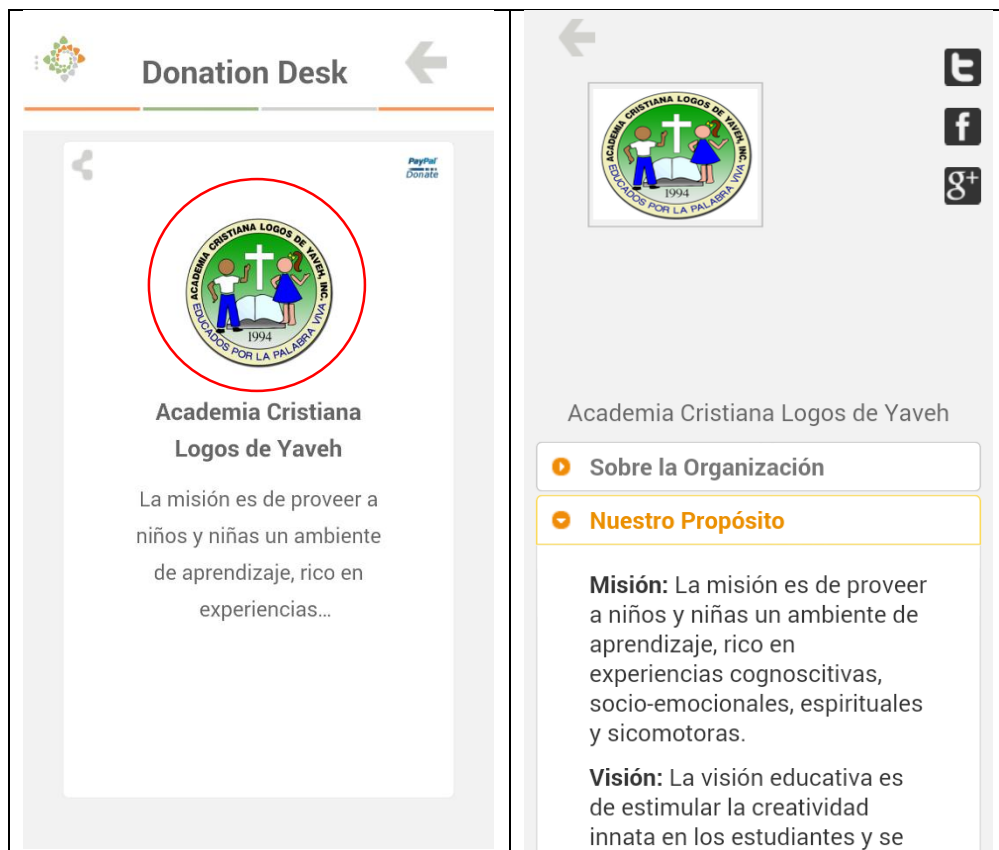 Donation Desk
PayPal
Donate
ACADEMIA CRISTIANA LOGOS DE YAVEH, INC.
1994
EDUCADOS POR LA PALABRA VIVA
Academia Cristiana
Logos de Yaveh
La misión es de proveer a
niños y niñas un ambiente
de aprendizaje, rico en
experiencias...
t
f
g+
ACADEMIA CRISTIANA LOGOS DE YAVEH, INC.
1994
EDUCADOS POR LA PALABRA VIVA
Academia Cristiana Logos de Yaveh
Sobre la Organización
Nuestro Propósito
Misión: La misión es de proveer
a niños y niñas un ambiente de
aprendizaje, rico en
experiencias cognoscitivas,
socio-emocionales, espirituales
y sicomotoras.
Visión: La visión educativa es
de estimular la creatividad
innata en los estudiantes y se